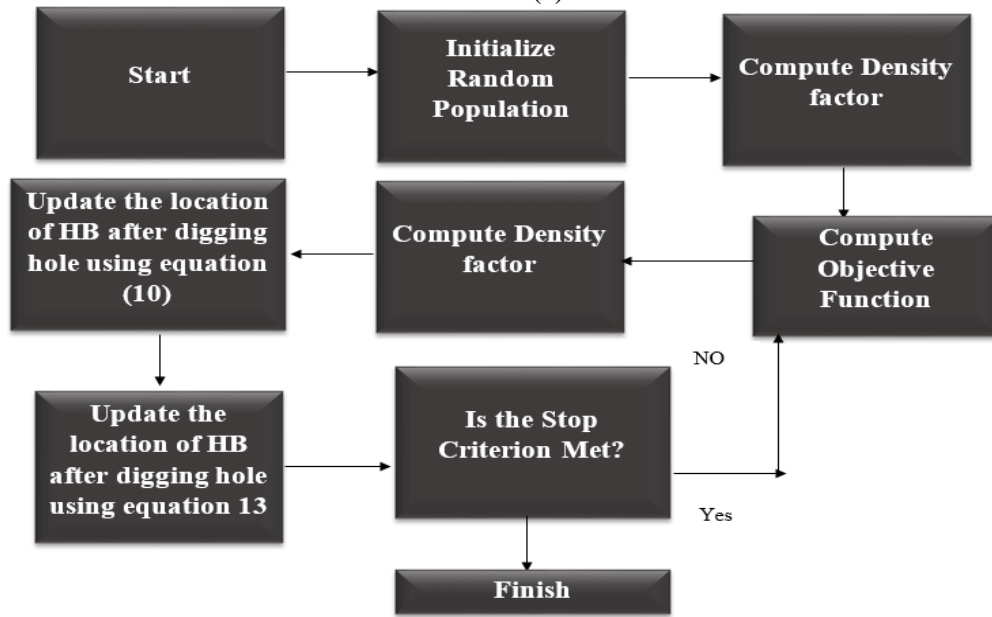 Start
Initialize
Random
Population
Compute Density
factor
Update the location
of HB after digging
hole using equation
(10)
Compute Density
factor
Compute
Objective
Function
NO
Update the
location of HB
after digging hole
using equation 13
Is the Stop
Criterion Met?
Yes
Finish